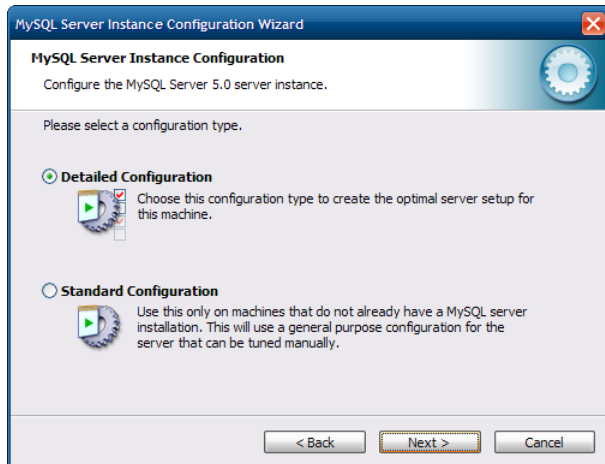 MySQL Server Instance Configuration Wizard
MySQL Server Instance Configuration
Configure the MySQL Server 5.0 server instance.
Please select a configuration type.
Detailed Configuration
Choose this configuration type to create the optimal server setup for
this machine.
Standard Configuration
Use this only on machines that do not already have a MySQL server
installation. This will use a general purpose configuration for the
server that can be tuned manually.
< Back
Next >
Cancel